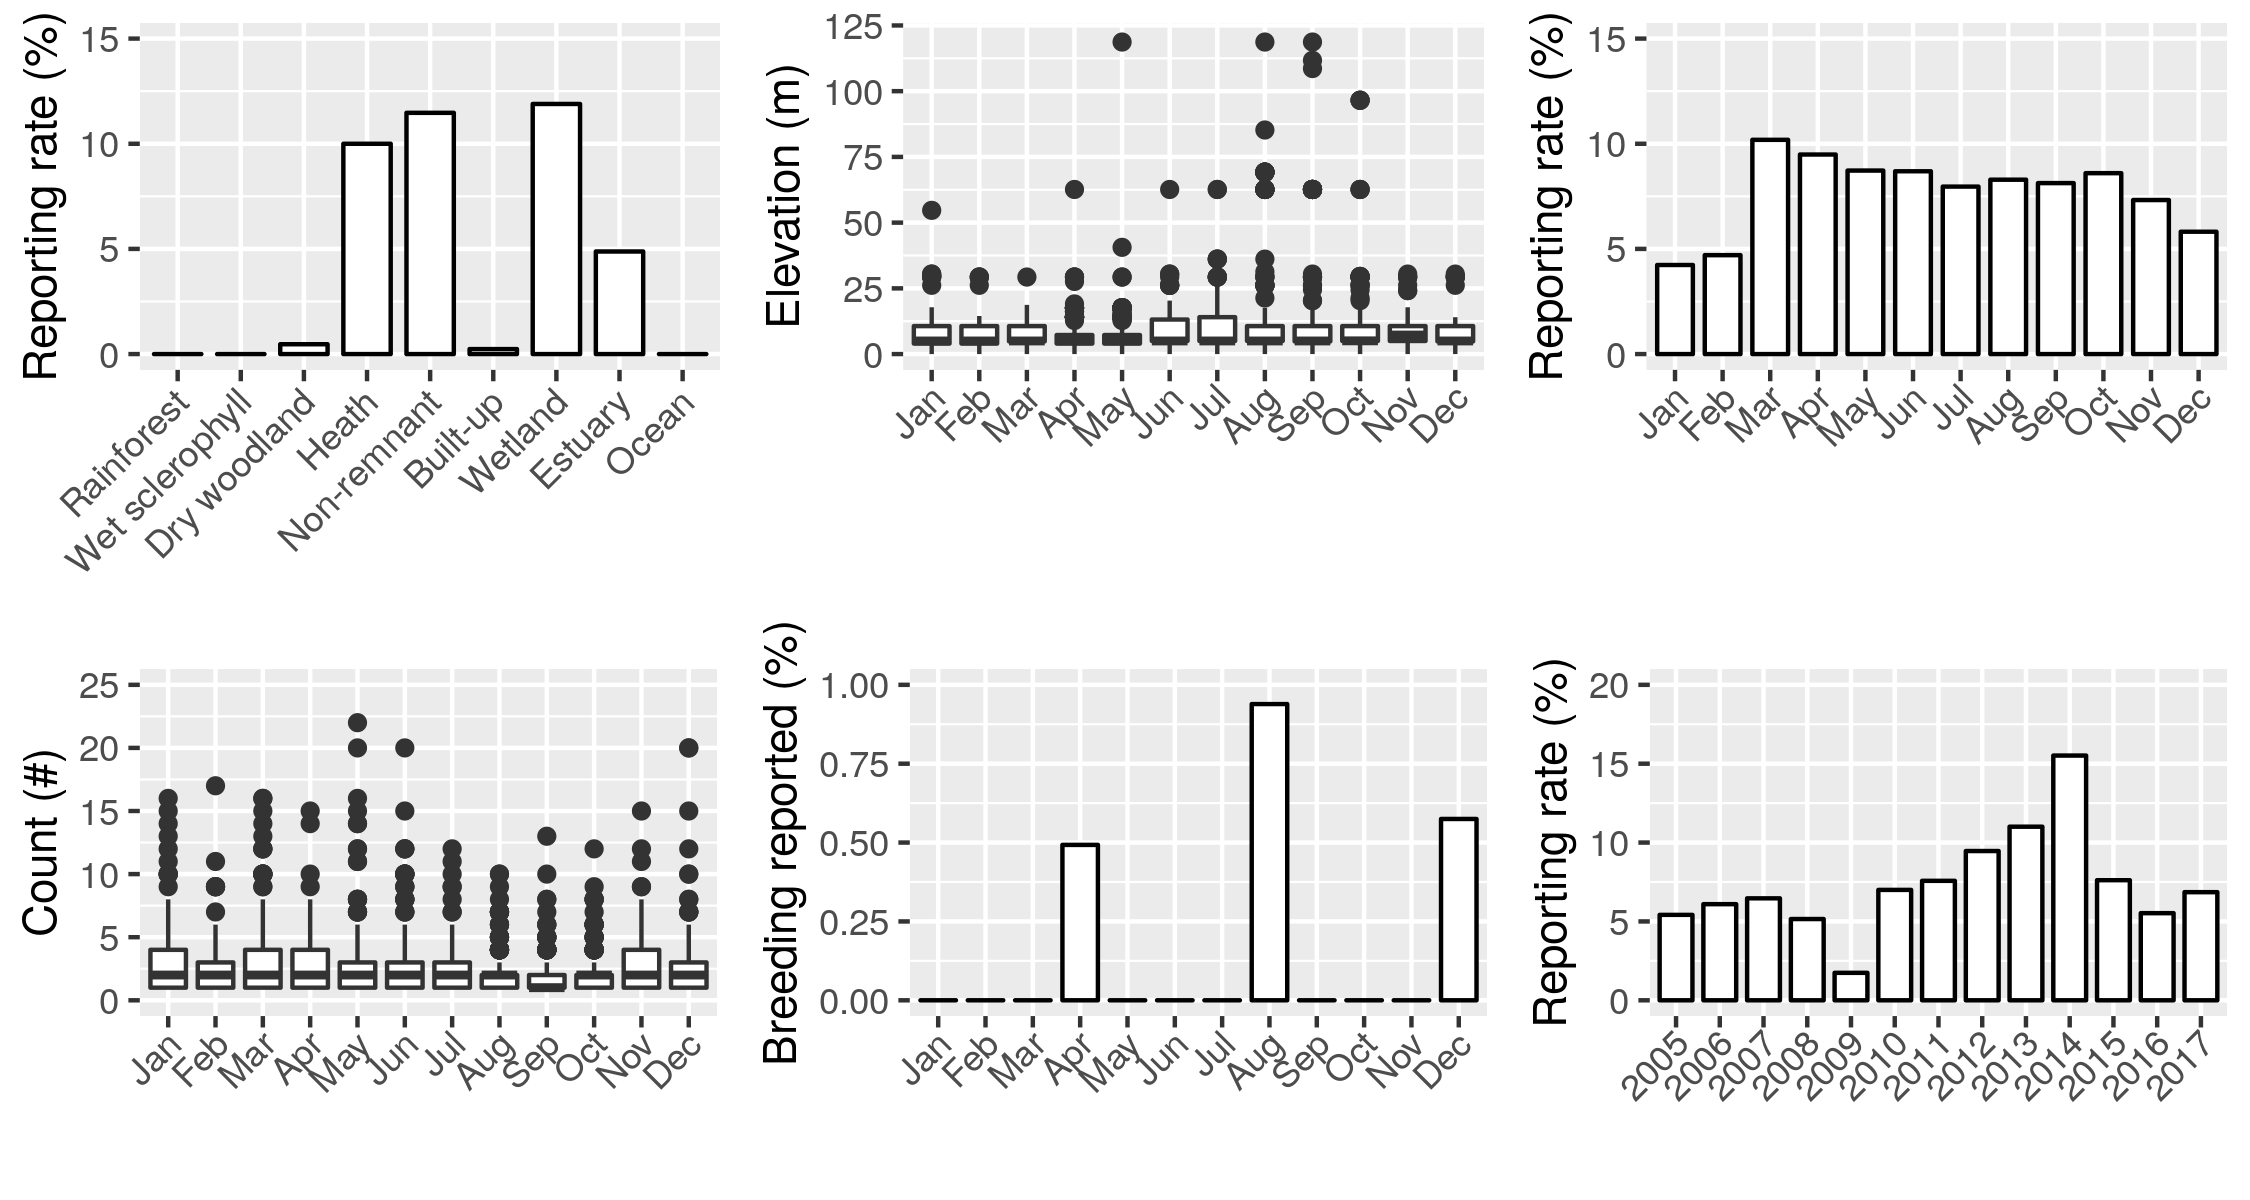 Reporting rate (%)
15
10
5
0
Rainforest
Wet sclerophyll
Dry woodland
Heath
Non-remnant
Built-up
Wetland
Estuary
Ocean
Elevation (m)
125
100
75
50
25
0
Jan
Feb
Mar
Apr
May
Jun
Jul
Aug
Sep
Oct
Nov
Dec
Reporting rate (%)
15
10
5
0
Jan
Feb
Mar
Apr
May
Jun
Jul
Aug
Sep
Oct
Nov
Dec
Count (#)
25
20
15
10
5
0
Jan
Feb
Mar
Apr
May
Jun
Jul
Aug
Sep
Oct
Nov
Dec
Breeding reported (%)
1.00
0.75
0.50
0.25
0.00
Jan
Feb
Mar
Apr
May
Jun
Jul
Aug
Sep
Oct
Nov
Dec
Reporting rate (%)
20
15
10
5
0
2005
2006
2007
2008
2009
2010
2011
2012
2013
2014
2015
2016
2017